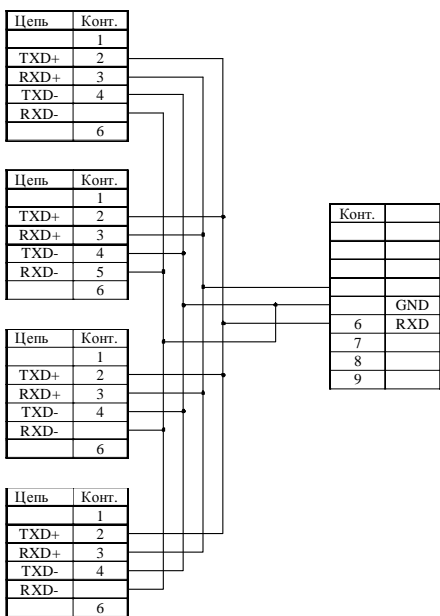 Цепь Конт.
1
TXD+ 2
RXD+ 3
TXD- 4
RXD-
6
Цепь Конт.
1
TXD+ 2
RXD+ 3
TXD- 4
RXD- 5
6
Конт.
GND
6 RXD
7
8
9
Цепь Конт.
1
TXD+ 2
RXD+ 3
TXD- 4
RXD-
6
Цепь Конт.
1
TXD+ 2
RXD+ 3
TXD- 4
RXD-
6